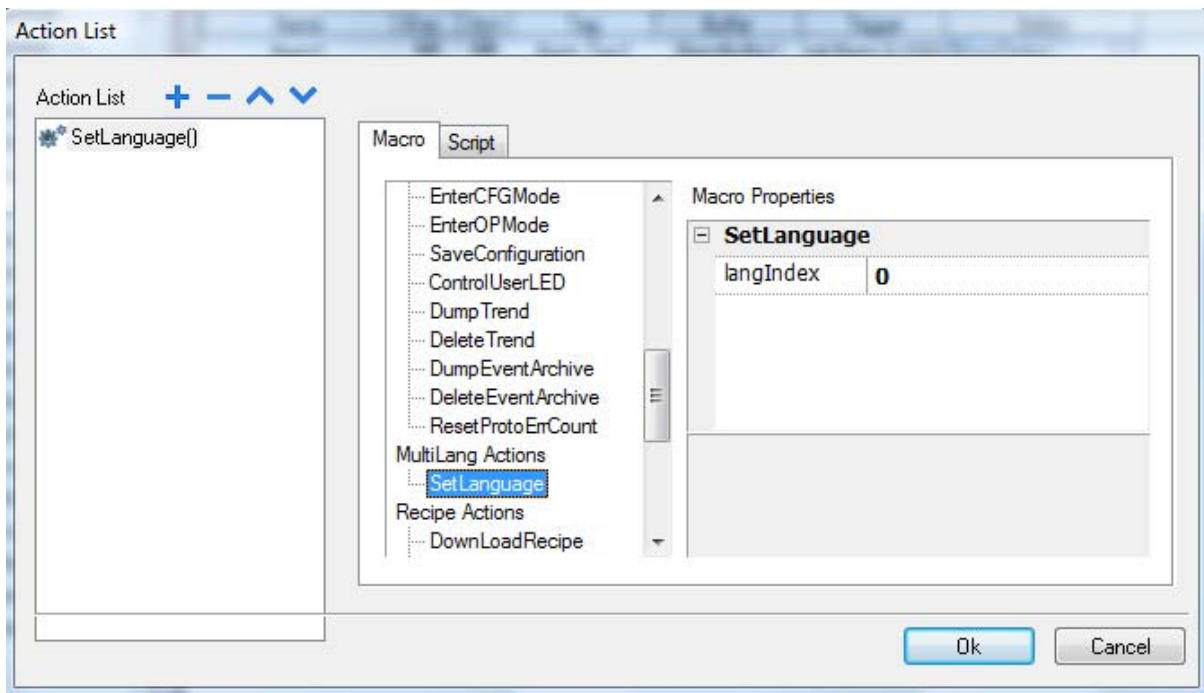 Action List
Action List
SetLanguage()
Macro
Script
EnterCFGMode
EnterOPMode
SaveConfiguration
ControlUserLED
DumpTrend
DeleteTrend
DumpEventArchive
DeleteEventArchive
ResetProtoErrCount
MultiLang Actions
SetLanguage
Recipe Actions
DownLoadRecipe
Macro Properties
SetLanguage
langIndex 0
Ok Cancel